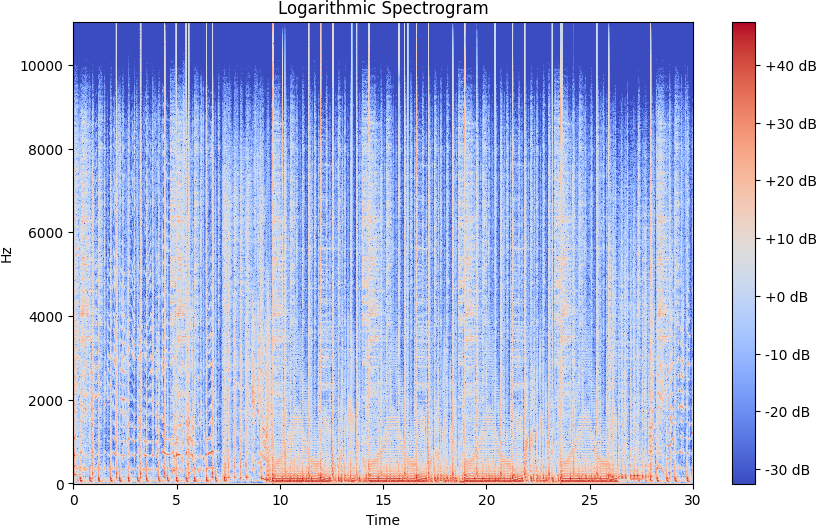 Logarithmic Spectrogram
Hz
10000
8000
6000
4000
2000
0
0 5 10 15 20 25 30
Time
+40 dB
+30 dB
+20 dB
+10 dB
+0 dB
-10 dB
-20 dB
-30 dB